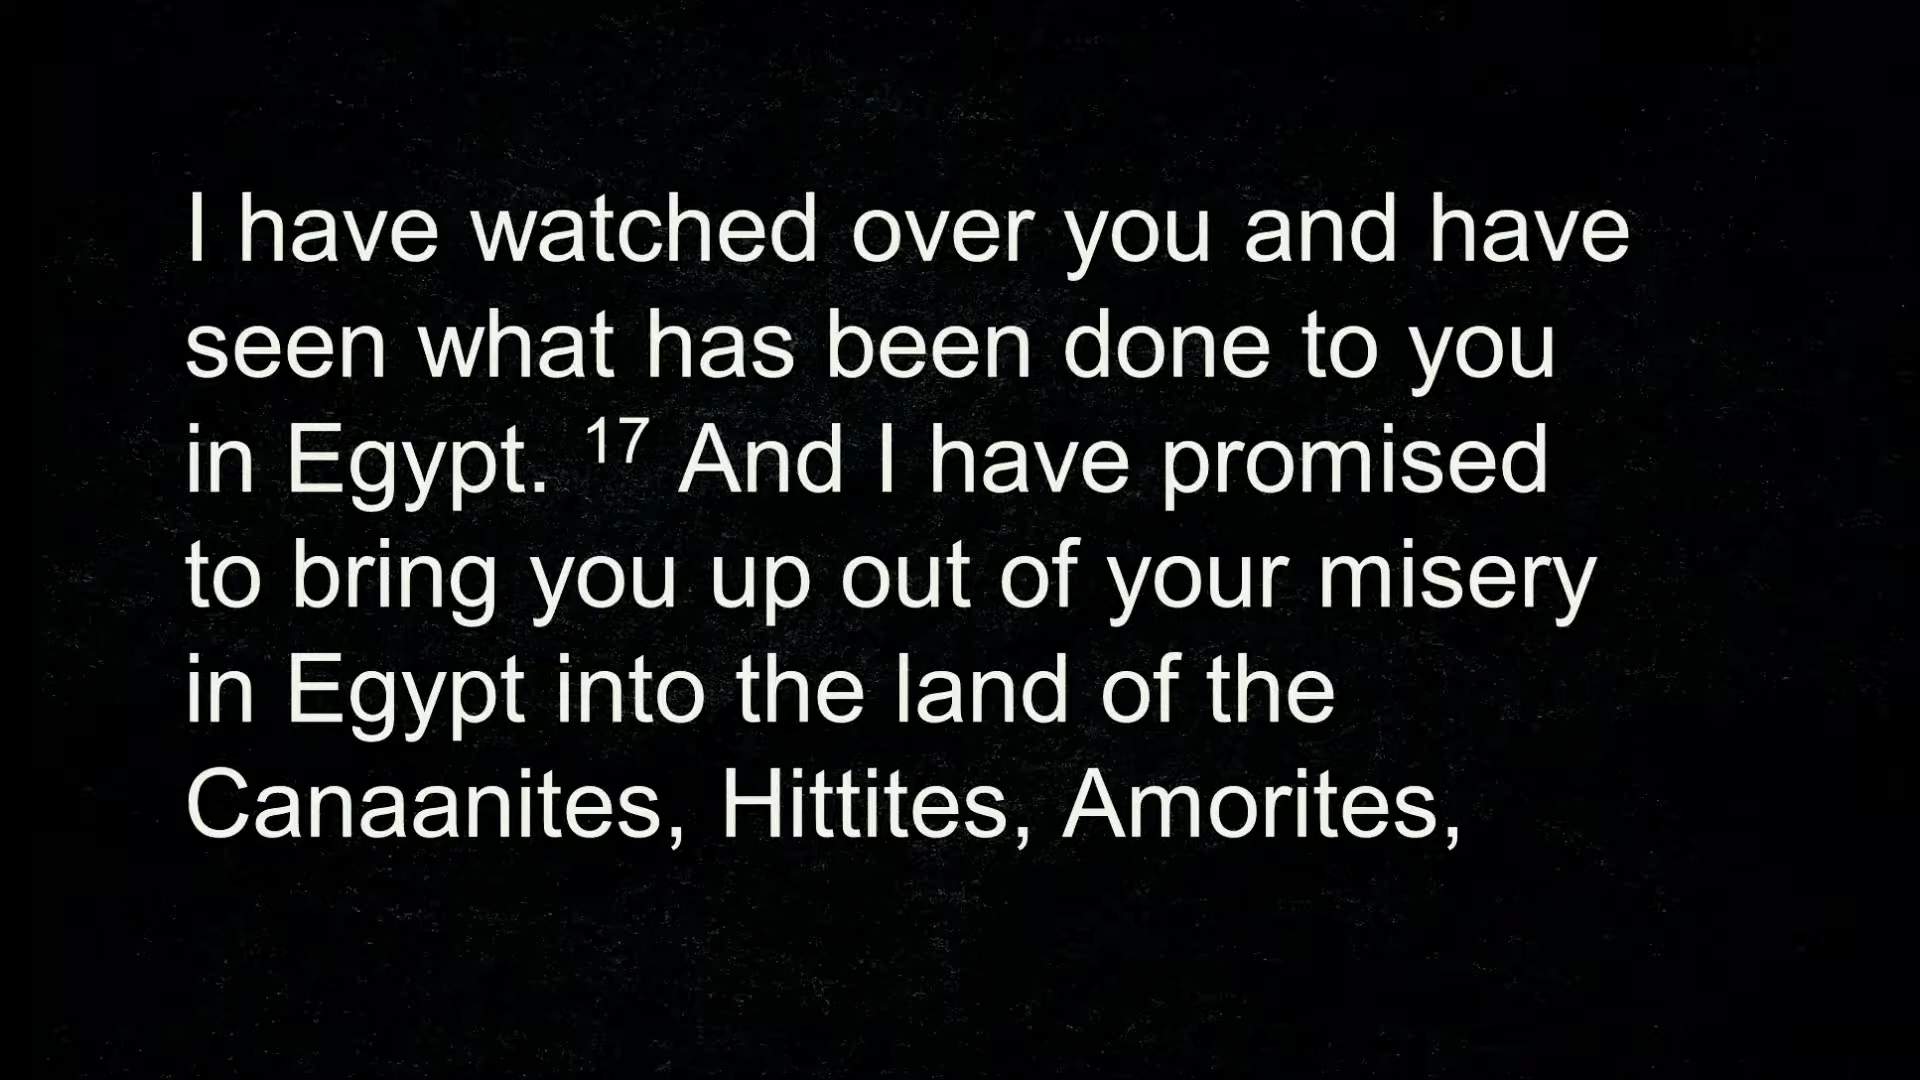 I have watched over you and have
seen what has been done to you
in Egypt. ¹⁷ And I have promised
to bring you up out of your misery
in Egypt into the land of the
Canaanites, Hittites, Amorites,